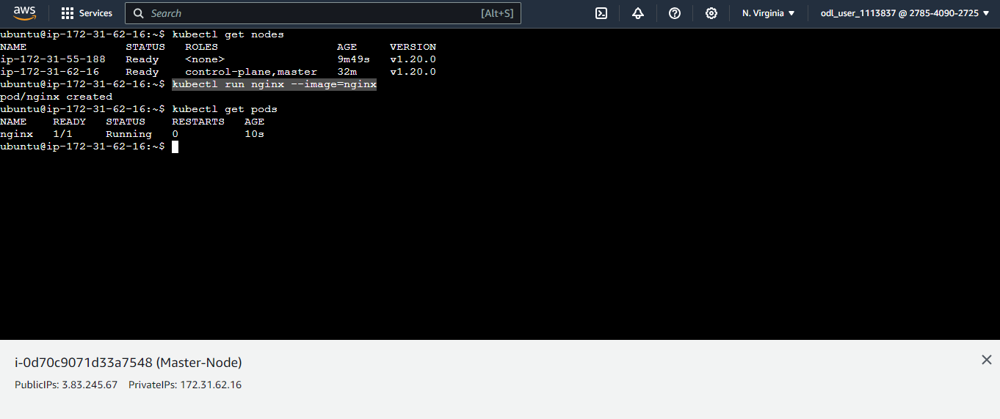 aws Services Search [Alt+S] N. Virginia odl_user_1113837 @ 2785-4090-2725
ubuntu@ip-172-31-62-16:~$ kubectl get nodes
NAME STATUS ROLES AGE VERSION
ip-172-31-55-188 Ready <none> 9m49s v1.20.0
ip-172-31-62-16 Ready control-plane,master 32m v1.20.0
ubuntu@ip-172-31-62-16:~$ kubectl run nginx --image=nginx
pod/nginx created
ubuntu@ip-172-31-62-16:~$ kubectl get pods
NAME READY STATUS RESTARTS AGE
nginx 1/1 Running 0 10s
ubuntu@ip-172-31-62-16:~$
i-0d70c9071d33a7548 (Master-Node)
PublicIPs: 3.83.245.67 PrivateIPs: 172.31.62.16